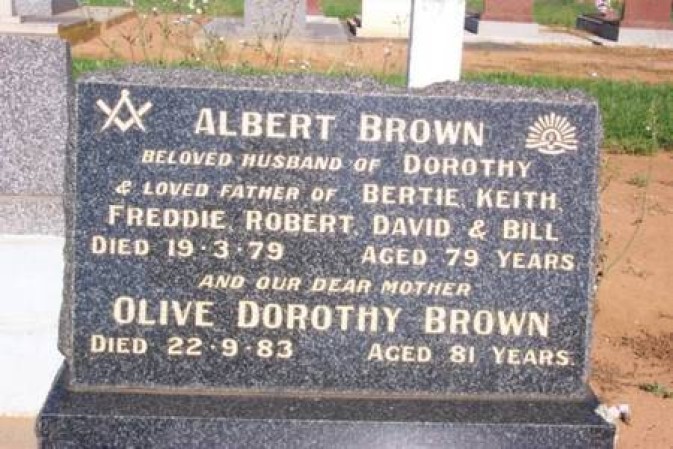 ALBERT BROWN
BELOVED HUSBAND OF DOROTHY
& LOVED FATHER OF BERTIE, KEITH,
FREDDIE, ROBERT, DAVID & BILL
DIED 19·3·79 AGED 79 YEARS
AND OUR DEAR MOTHER
OLIVE DOROTHY BROWN
DIED 22·9·83 AGED 81 YEARS.